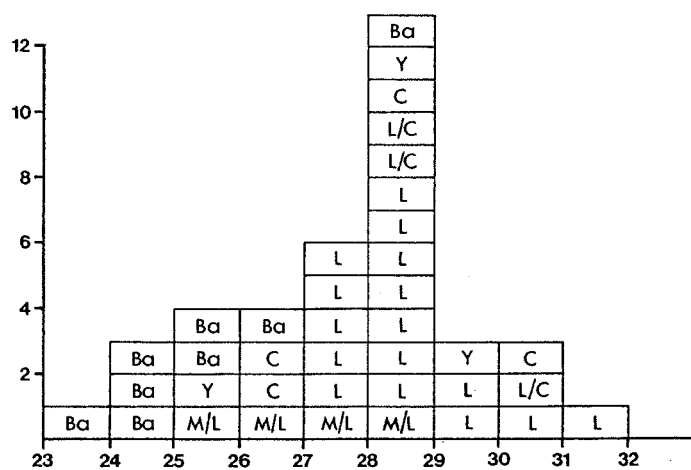 Ba
12
Y
C
10
L/C
L/C
8
L
L
6
L L
L L
4
Ba Ba L L
Ba Ba C L L Y C
2
Ba Y C L L L L/C
Ba Ba M/L M/L M/L M/L L L L
23 24 25 26 27 28 29 30 31 32